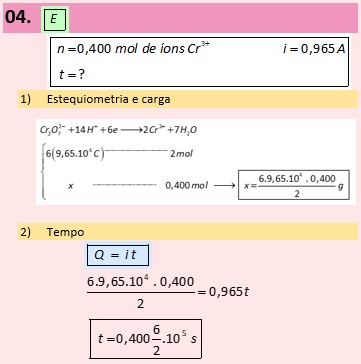 04. E
n = 0,400 mol de íons Cr³⁺ i = 0,965 A
t = ?
1) Estequiometria e carga
Cr₂O₇²⁻ + 14H⁺ + 6e ⟶ 2Cr³⁺ + 7H₂O
6(9,65.10⁴ C) ――― 2 mol
x ――― 0,400 mol ⟶ x = 6.9,65.10⁴ . 0,400 / 2 g
2) Tempo
Q = i t
6.9,65.10⁴ . 0,400 / 2 = 0,965t
t = 0,400 6/2 .10⁵ s